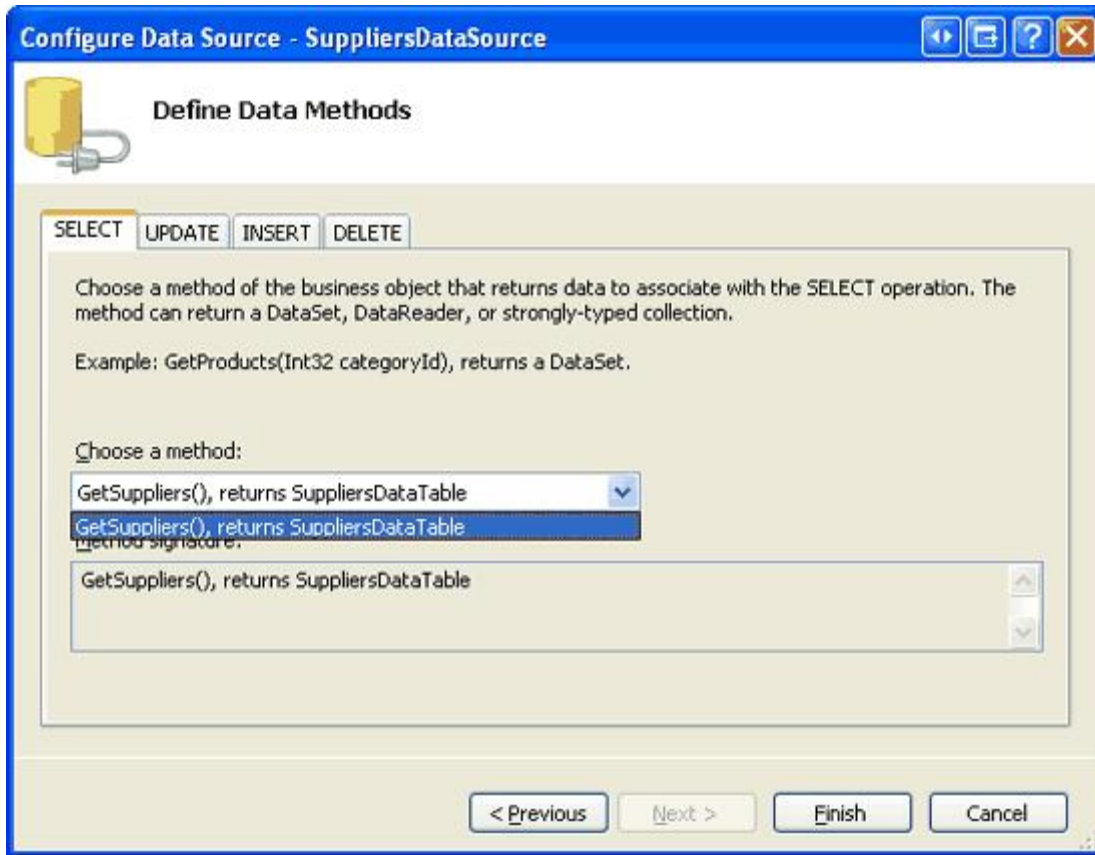 Configure Data Source - SuppliersDataSource
Define Data Methods
SELECT UPDATE INSERT DELETE
Choose a method of the business object that returns data to associate with the SELECT operation. The
method can return a DataSet, DataReader, or strongly-typed collection.
Example: GetProducts(Int32 categoryId), returns a DataSet.
Choose a method:
GetSuppliers(), returns SuppliersDataTable
GetSuppliers(), returns SuppliersDataTable
Method signature:
GetSuppliers(), returns SuppliersDataTable
< Previous Next > Finish Cancel